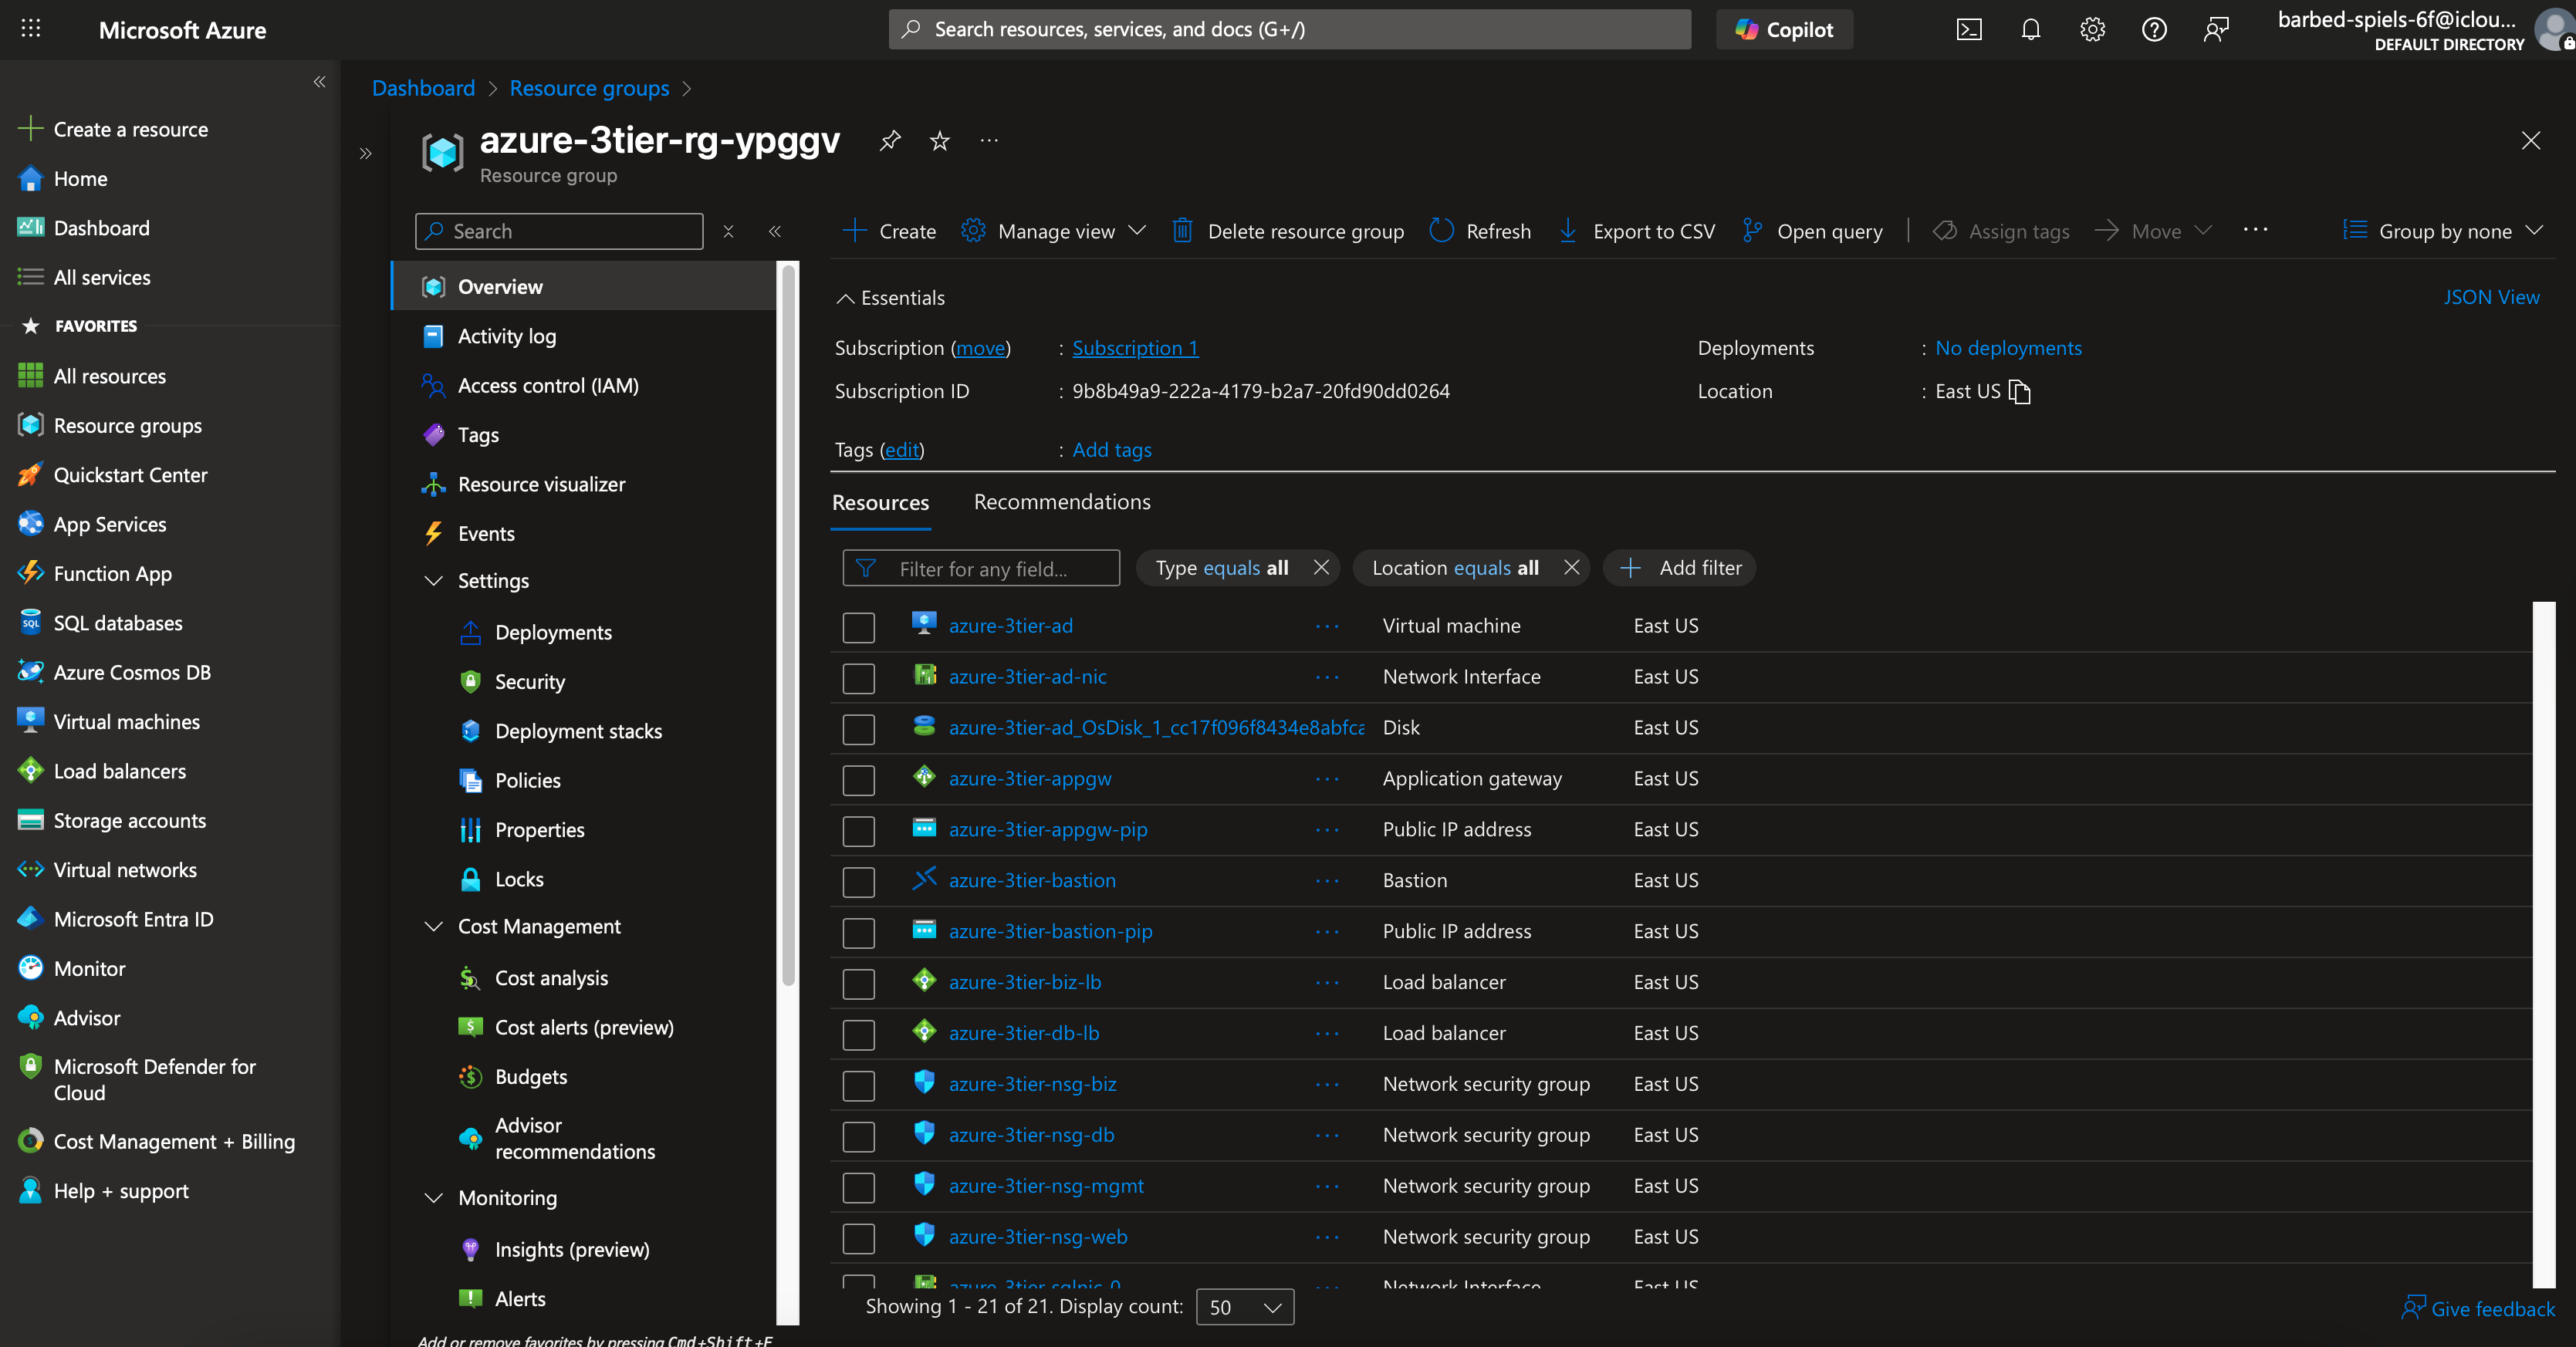 Microsoft Azure
Search resources, services, and docs (G+/)
Copilot
barbed-spiels-6f@iclou...
DEFAULT DIRECTORY
Create a resource
Home
Dashboard
All services
FAVORITES
All resources
Resource groups
Quickstart Center
App Services
Function App
SQL databases
Azure Cosmos DB
Virtual machines
Load balancers
Storage accounts
Virtual networks
Microsoft Entra ID
Monitor
Advisor
Microsoft Defender for
Cloud
Cost Management + Billing
Help + support
Dashboard > Resource groups >
azure-3tier-rg-ypggv
Resource group
Search
Overview
Activity log
Access control (IAM)
Tags
Resource visualizer
Events
Settings
Deployments
Security
Deployment stacks
Policies
Properties
Locks
Cost Management
Cost analysis
Cost alerts (preview)
Budgets
Advisor
recommendations
Monitoring
Insights (preview)
Alerts
Add or remove favorites by pressing Cmd+Shift+F
Create Manage view Delete resource group Refresh Export to CSV Open query Assign tags Move Group by none
Essentials
JSON View
Subscription (move) : Subscription 1
Deployments : No deployments
Subscription ID : 9b8b49a9-222a-4179-b2a7-20fd90dd0264
Location : East US
Tags (edit) : Add tags
Resources Recommendations
Filter for any field... Type equals all Location equals all Add filter
azure-3tier-ad ... Virtual machine East US
azure-3tier-ad-nic ... Network Interface East US
azure-3tier-ad_OsDisk_1_cc17f096f8434e8abfca Disk East US
azure-3tier-appgw ... Application gateway East US
azure-3tier-appgw-pip ... Public IP address East US
azure-3tier-bastion ... Bastion East US
azure-3tier-bastion-pip ... Public IP address East US
azure-3tier-biz-lb ... Load balancer East US
azure-3tier-db-lb ... Load balancer East US
azure-3tier-nsg-biz ... Network security group East US
azure-3tier-nsg-db ... Network security group East US
azure-3tier-nsg-mgmt ... Network security group East US
azure-3tier-nsg-web ... Network security group East US
azure-3tier-sqlnic-0 ... Network Interface East US
Showing 1 - 21 of 21. Display count: 50
Give feedback